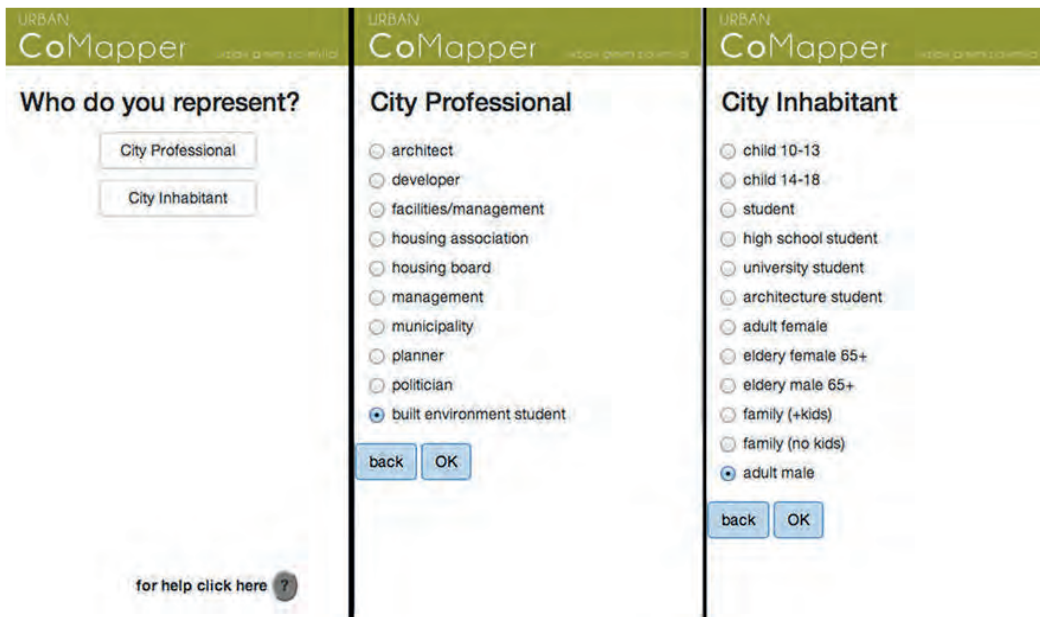 URBAN
CoMapper
Who do you represent?
City Professional
City Inhabitant
for help click here ?
URBAN
CoMapper
City Professional
architect
developer
facilities/management
housing association
housing board
management
municipality
planner
politician
built environment student
back OK
URBAN
CoMapper
City Inhabitant
child 10-13
child 14-18
student
high school student
university student
architecture student
adult female
eldery female 65+
eldery male 65+
family (+kids)
family (no kids)
adult male
back OK